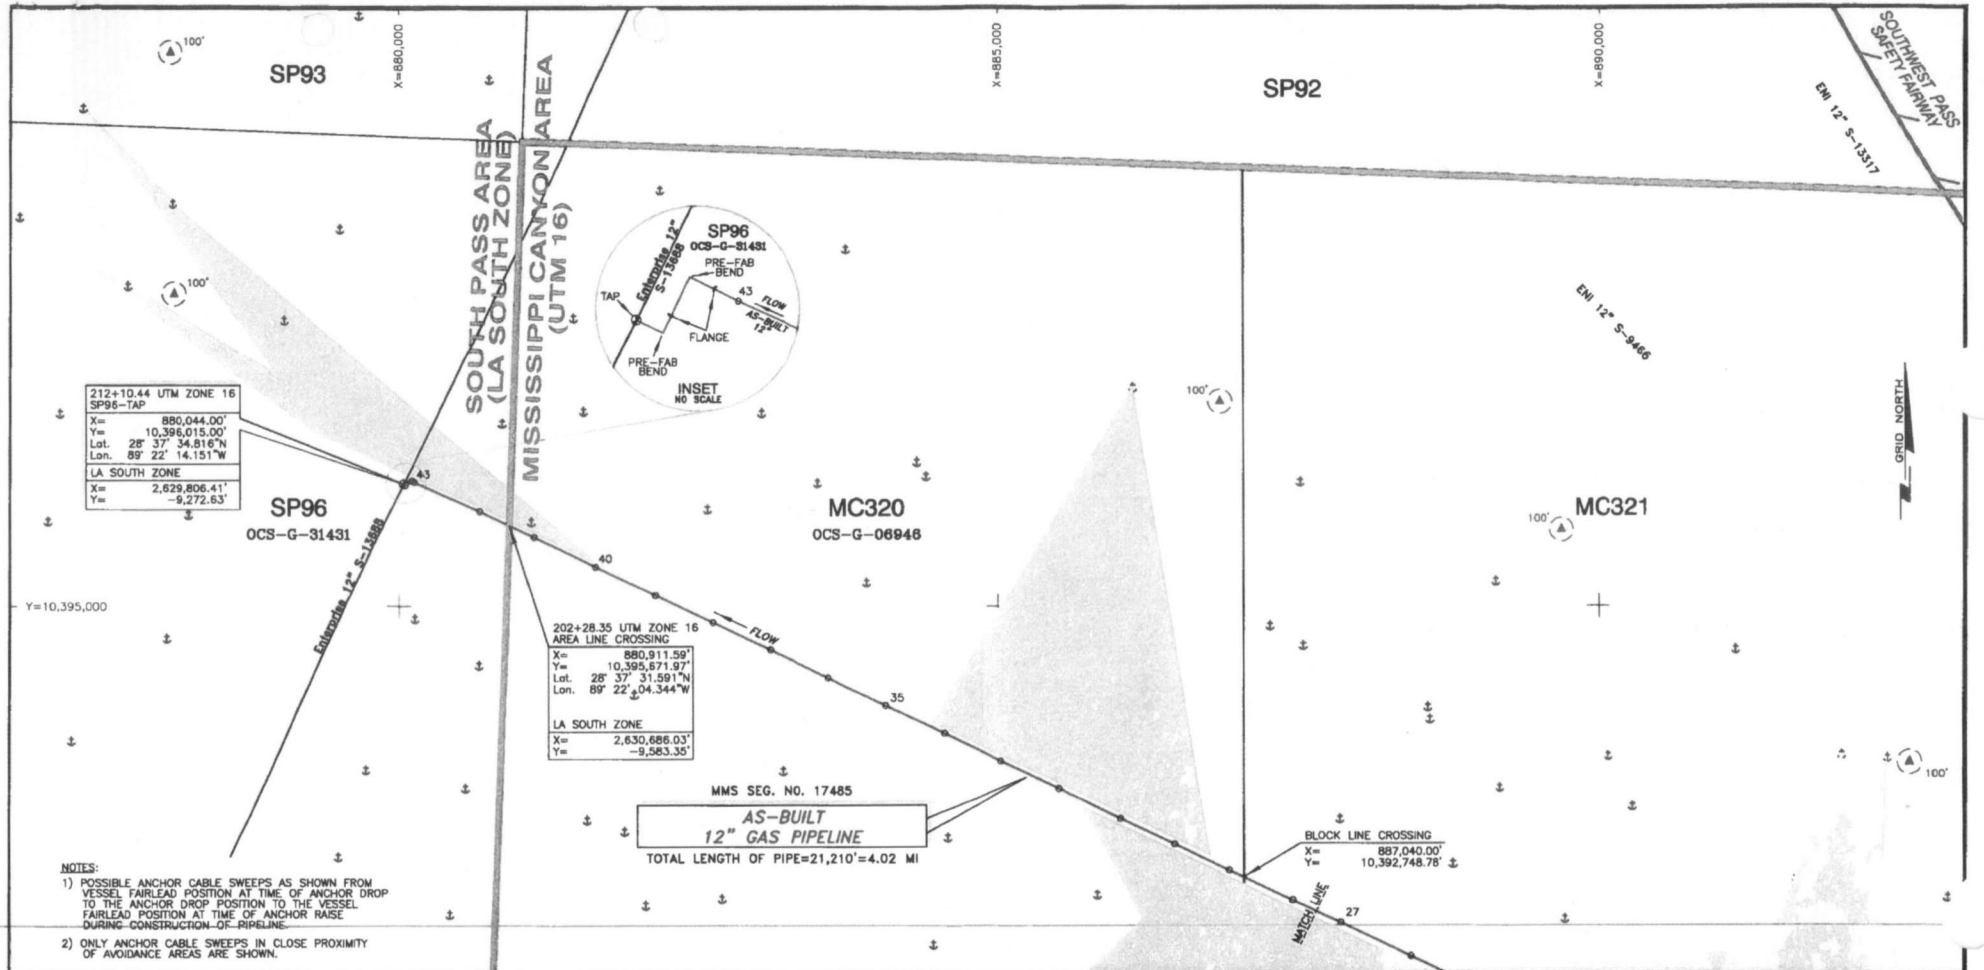 SP93
X=880,000
X=885,000
SP92
X=890,000
SOUTHWEST PASS
SAFETY FAIRWAY
ENI 12" S-13317
100'
SOUTH PASS AREA
(LA SOUTH ZONE)
MISSISSIPPI CANYON AREA
(UTM 16)
SP96
OCS-G-31431
PRE-FAB
BEND
Enterprise 12"
S-13688
TAP
43
FLOW
AS-BUILT
12"
FLANGE
PRE-FAB
BEND
INSET
NO SCALE
100'
ENI 12" S-9466
100'
GRID NORTH
212+10.44 UTM ZONE 16
SP96-TAP
X= 880,044.00'
Y= 10,396,015.00'
Lat. 28° 37' 34.816"N
Lon. 89° 22' 14.151"W
LA SOUTH ZONE
X= 2,629,806.41'
Y= -9,272.63'
43
SP96
OCS-G-31431
Enterprise 12" S-13688
MC320
OCS-G-06946
MC321
100'
40
Y=10,395,000
202+28.35 UTM ZONE 16
AREA LINE CROSSING
X= 880,911.59'
Y= 10,395,671.97'
Lat. 28° 37' 31.591"N
Lon. 89° 22' 04.344"W
LA SOUTH ZONE
X= 2,630,686.03'
Y= -9,583.35'
FLOW
35
100'
MMS SEG. NO. 17485
AS-BUILT
12" GAS PIPELINE
TOTAL LENGTH OF PIPE=21,210'=4.02 MI
BLOCK LINE CROSSING
X= 887,040.00'
Y= 10,392,748.78'
MATCH LINE
27
NOTES:
1) POSSIBLE ANCHOR CABLE SWEEPS AS SHOWN FROM
VESSEL FAIRLEAD POSITION AT TIME OF ANCHOR DROP
TO THE ANCHOR DROP POSITION TO THE VESSEL
FAIRLEAD POSITION AT TIME OF ANCHOR RAISE
DURING CONSTRUCTION OF PIPELINE.
2) ONLY ANCHOR CABLE SWEEPS IN CLOSE PROXIMITY
OF AVOIDANCE AREAS ARE SHOWN.